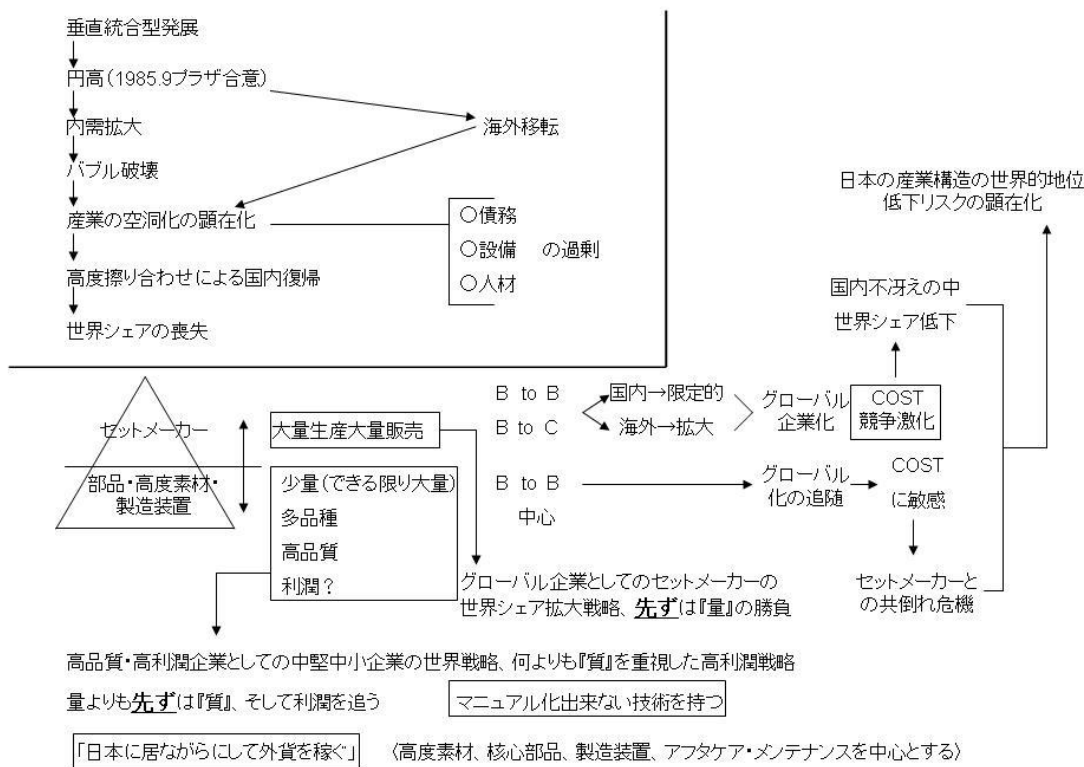 垂直統合型発展
円高(1985.9プラザ合意)
内需拡大
海外移転
バブル破壊
産業の空洞化の顕在化
○債務
○設備 の過剰
○人材
高度擦り合わせによる国内復帰
世界シェアの喪失
日本の産業構造の世界的地位
低下リスクの顕在化
国内不冴えの中
世界シェア低下
セットメーカー
部品・高度素材・
製造装置
大量生産大量販売
少量(できる限り大量)
多品種
高品質
利潤?
B to B
B to C
国内→限定的
海外→拡大
グローバル
企業化
COST
競争激化
B to B
中心
グローバル
化の追随
COST
に敏感
セットメーカーと
の共倒れ危機
グローバル企業としてのセットメーカーの
世界シェア拡大戦略、先ずは『量』の勝負
高品質・高利潤企業としての中堅中小企業の世界戦略、何よりも『質』を重視した高利潤戦略
量よりも先ずは『質』、そして利潤を追う
マニュアル化出来ない技術を持つ
「日本に居ながらにして外貨を稼ぐ」 〈高度素材、核心部品、製造装置、アフタケア・メンテナンスを中心とする〉